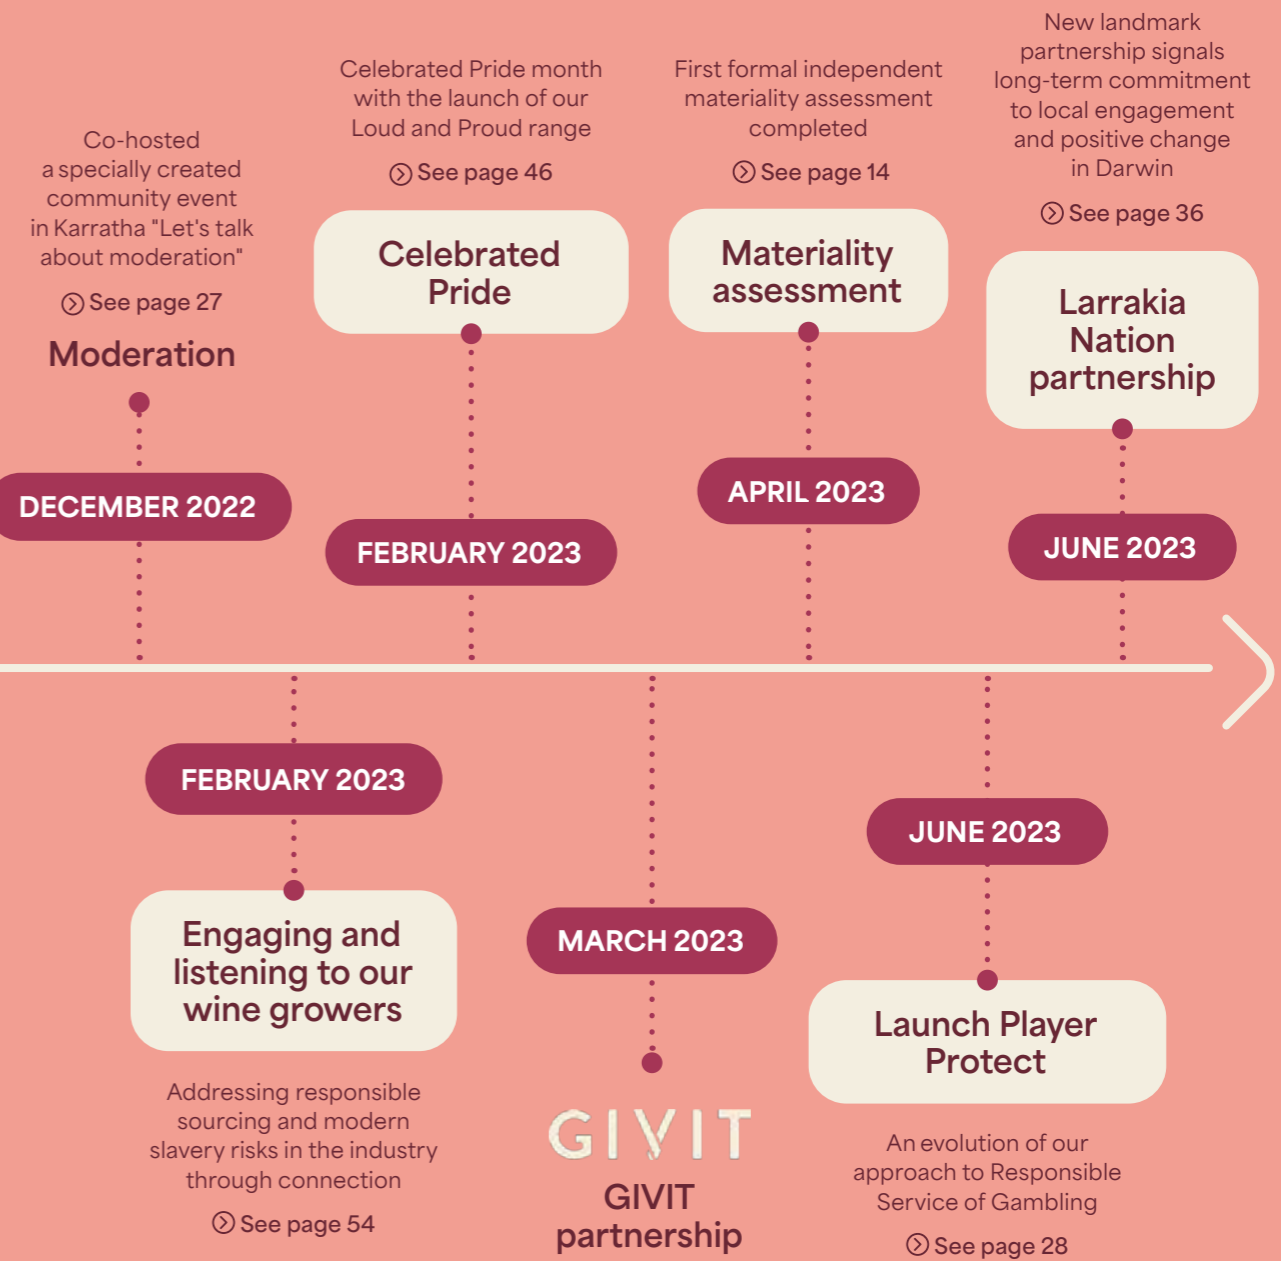 Co-hosted
a specially created
community event
in Karratha "Let's talk
about moderation"
See page 27
Moderation
DECEMBER 2022
Celebrated Pride month
with the launch of our
Loud and Proud range
See page 46
Celebrated
Pride
FEBRUARY 2023
First formal independent
materiality assessment
completed
See page 14
Materiality
assessment
APRIL 2023
New landmark
partnership signals
long-term commitment
to local engagement
and positive change
in Darwin
See page 36
Larrakia
Nation
partnership
JUNE 2023
FEBRUARY 2023
Engaging and
listening to our
wine growers
Addressing responsible
sourcing and modern
slavery risks in the industry
through connection
See page 54
MARCH 2023
GIVIT
GIVIT
partnership
JUNE 2023
Launch Player
Protect
An evolution of our
approach to Responsible
Service of Gambling
See page 28